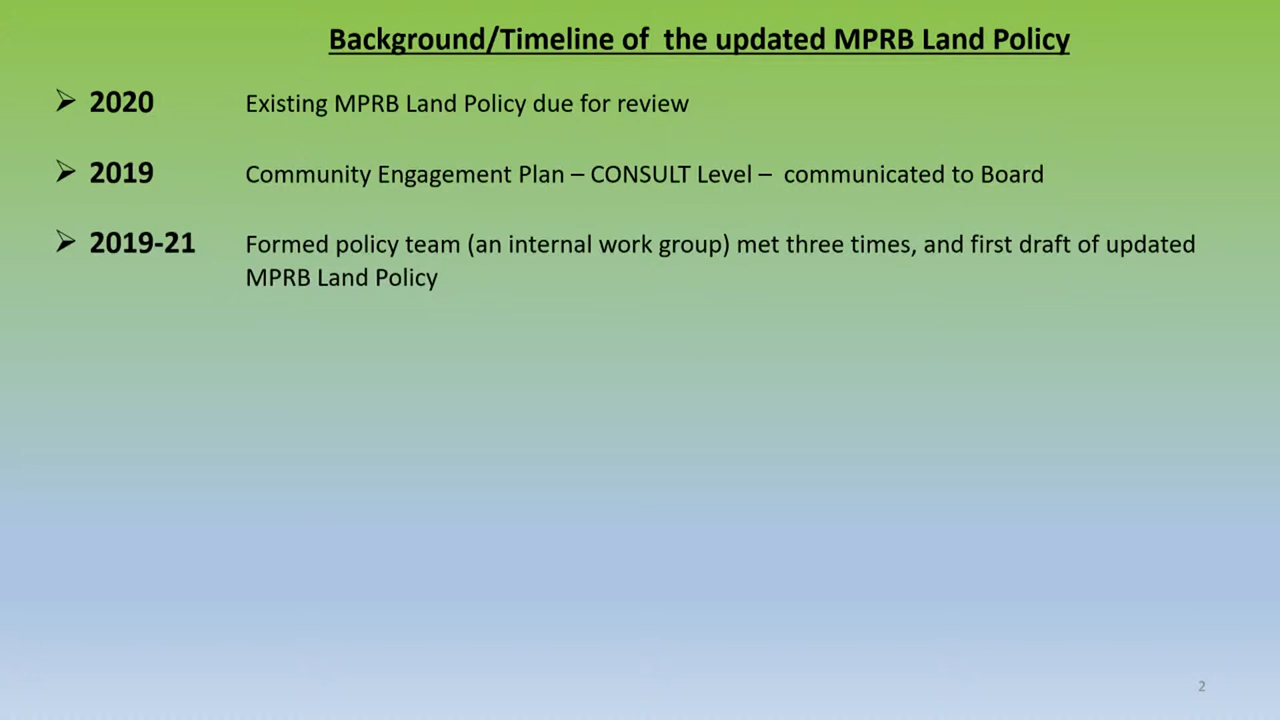 Background/Timeline of the updated MPRB Land Policy
➢ 2020 Existing MPRB Land Policy due for review
➢ 2019 Community Engagement Plan – CONSULT Level – communicated to Board
➢ 2019-21 Formed policy team (an internal work group) met three times, and first draft of updated
MPRB Land Policy
2